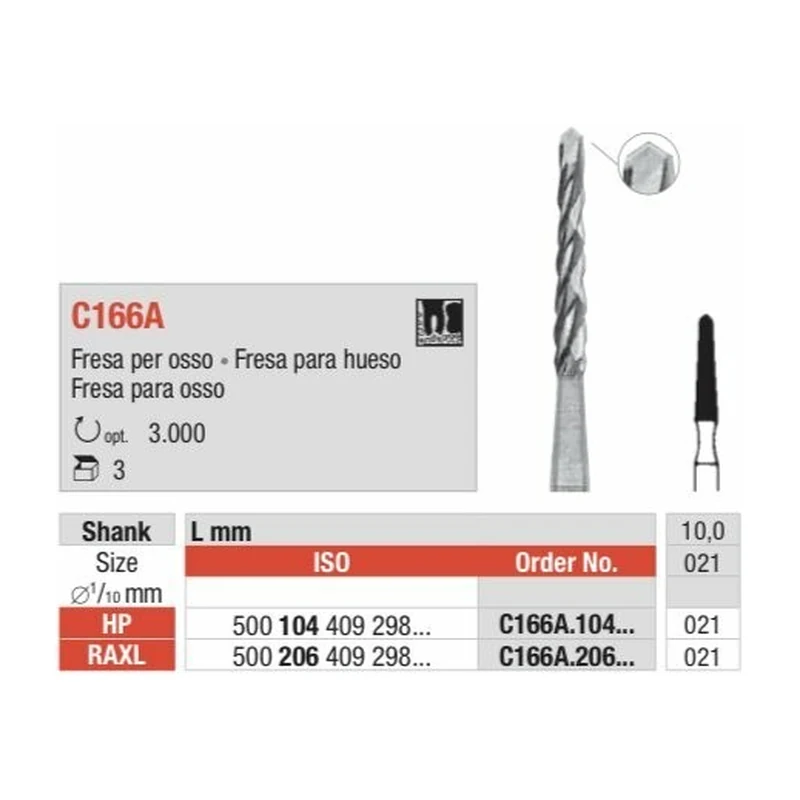 C166A
Fresa per osso • Fresa para hueso
Fresa para osso
opt. 3.000
3
Shank L mm 10,0
Size ISO Order No. 021
∅1/10 mm
HP 500 104 409 298... C166A.104... 021
RAXL 500 206 409 298... C166A.206... 021